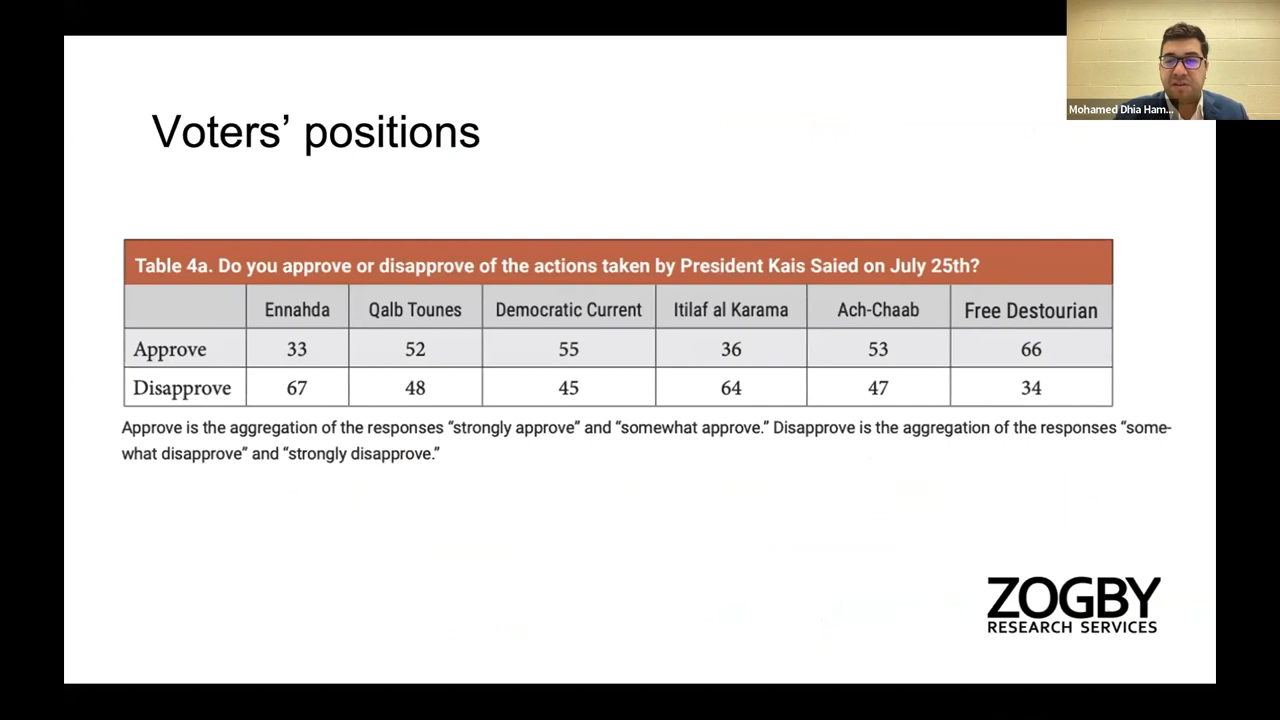 Mohamed Dhia Ham...
Voters’ positions
Table 4a. Do you approve or disapprove of the actions taken by President Kais Saied on July 25th?
Ennahda Qalb Tounes Democratic Current Itilaf al Karama Ach-Chaab Free Destourian
Approve 33 52 55 36 53 66
Disapprove 67 48 45 64 47 34
Approve is the aggregation of the responses “strongly approve” and “somewhat approve.” Disapprove is the aggregation of the responses “some-
what disapprove” and “strongly disapprove.”
ZOGBY
RESEARCH SERVICES